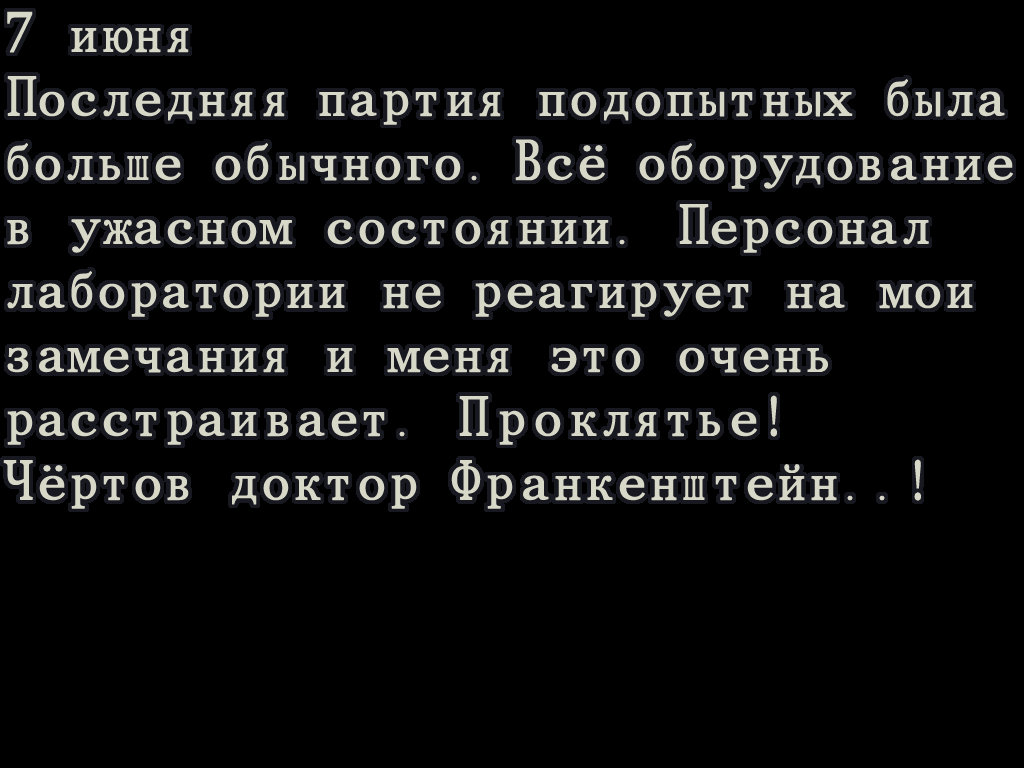 7 июня
Последняя партия подопытных была
больше обычного. Всё оборудование
в ужасном состоянии. Персонал
лаборатории не реагирует на мои
замечания и меня это очень
расстраивает. Проклятье!
Чёртов доктор Франкенштейн..!